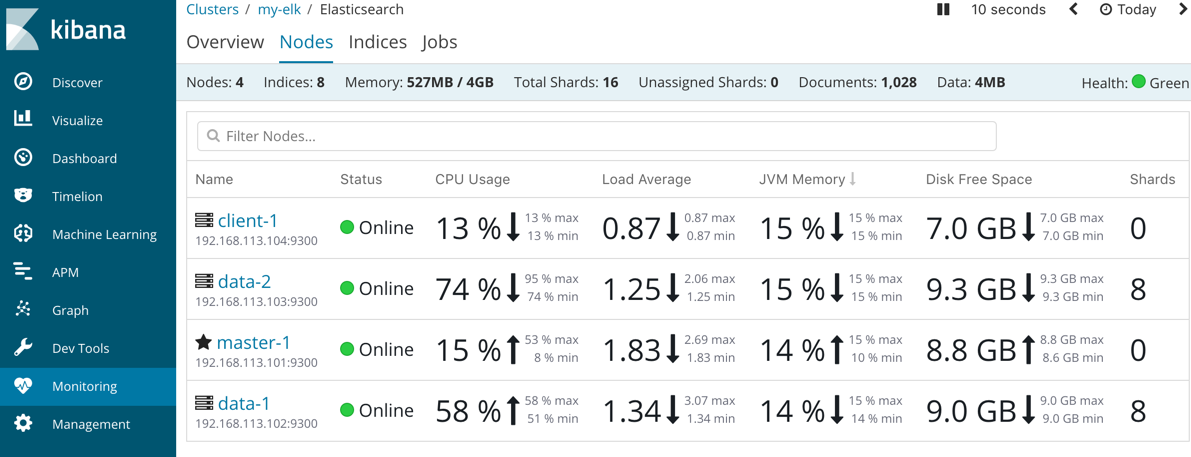 kibana
Discover
Visualize
Dashboard
Timelion
Machine Learning
APM
Graph
Dev Tools
Monitoring
Management
Clusters / my-elk / Elasticsearch
10 seconds
Today
Overview Nodes Indices Jobs
Nodes: 4 Indices: 8 Memory: 527MB / 4GB Total Shards: 16 Unassigned Shards: 0 Documents: 1,028 Data: 4MB Health: Green
Filter Nodes...
Name Status CPU Usage Load Average JVM Memory Disk Free Space Shards
client-1
192.168.113.104:9300
Online
13 %
13 % max
13 % min
0.87
0.87 max
0.87 min
15 %
15 % max
15 % min
7.0 GB
7.0 GB max
7.0 GB min
0
data-2
192.168.113.103:9300
Online
74 %
95 % max
74 % min
1.25
2.06 max
1.25 min
15 %
15 % max
15 % min
9.3 GB
9.3 GB max
9.3 GB min
8
master-1
192.168.113.101:9300
Online
15 %
53 % max
8 % min
1.83
2.69 max
1.83 min
14 %
15 % max
10 % min
8.8 GB
8.8 GB max
8.6 GB min
0
data-1
192.168.113.102:9300
Online
58 %
58 % max
51 % min
1.34
3.07 max
1.34 min
14 %
15 % max
14 % min
9.0 GB
9.0 GB max
9.0 GB min
8